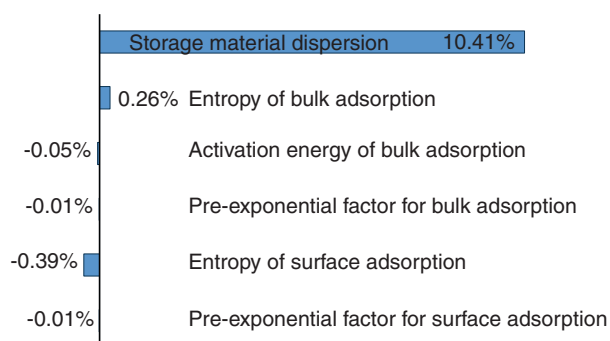 Storage material dispersion 10.41%
0.26% Entropy of bulk adsorption
-0.05% Activation energy of bulk adsorption
-0.01% Pre-exponential factor for bulk adsorption
-0.39% Entropy of surface adsorption
-0.01% Pre-exponential factor for surface adsorption